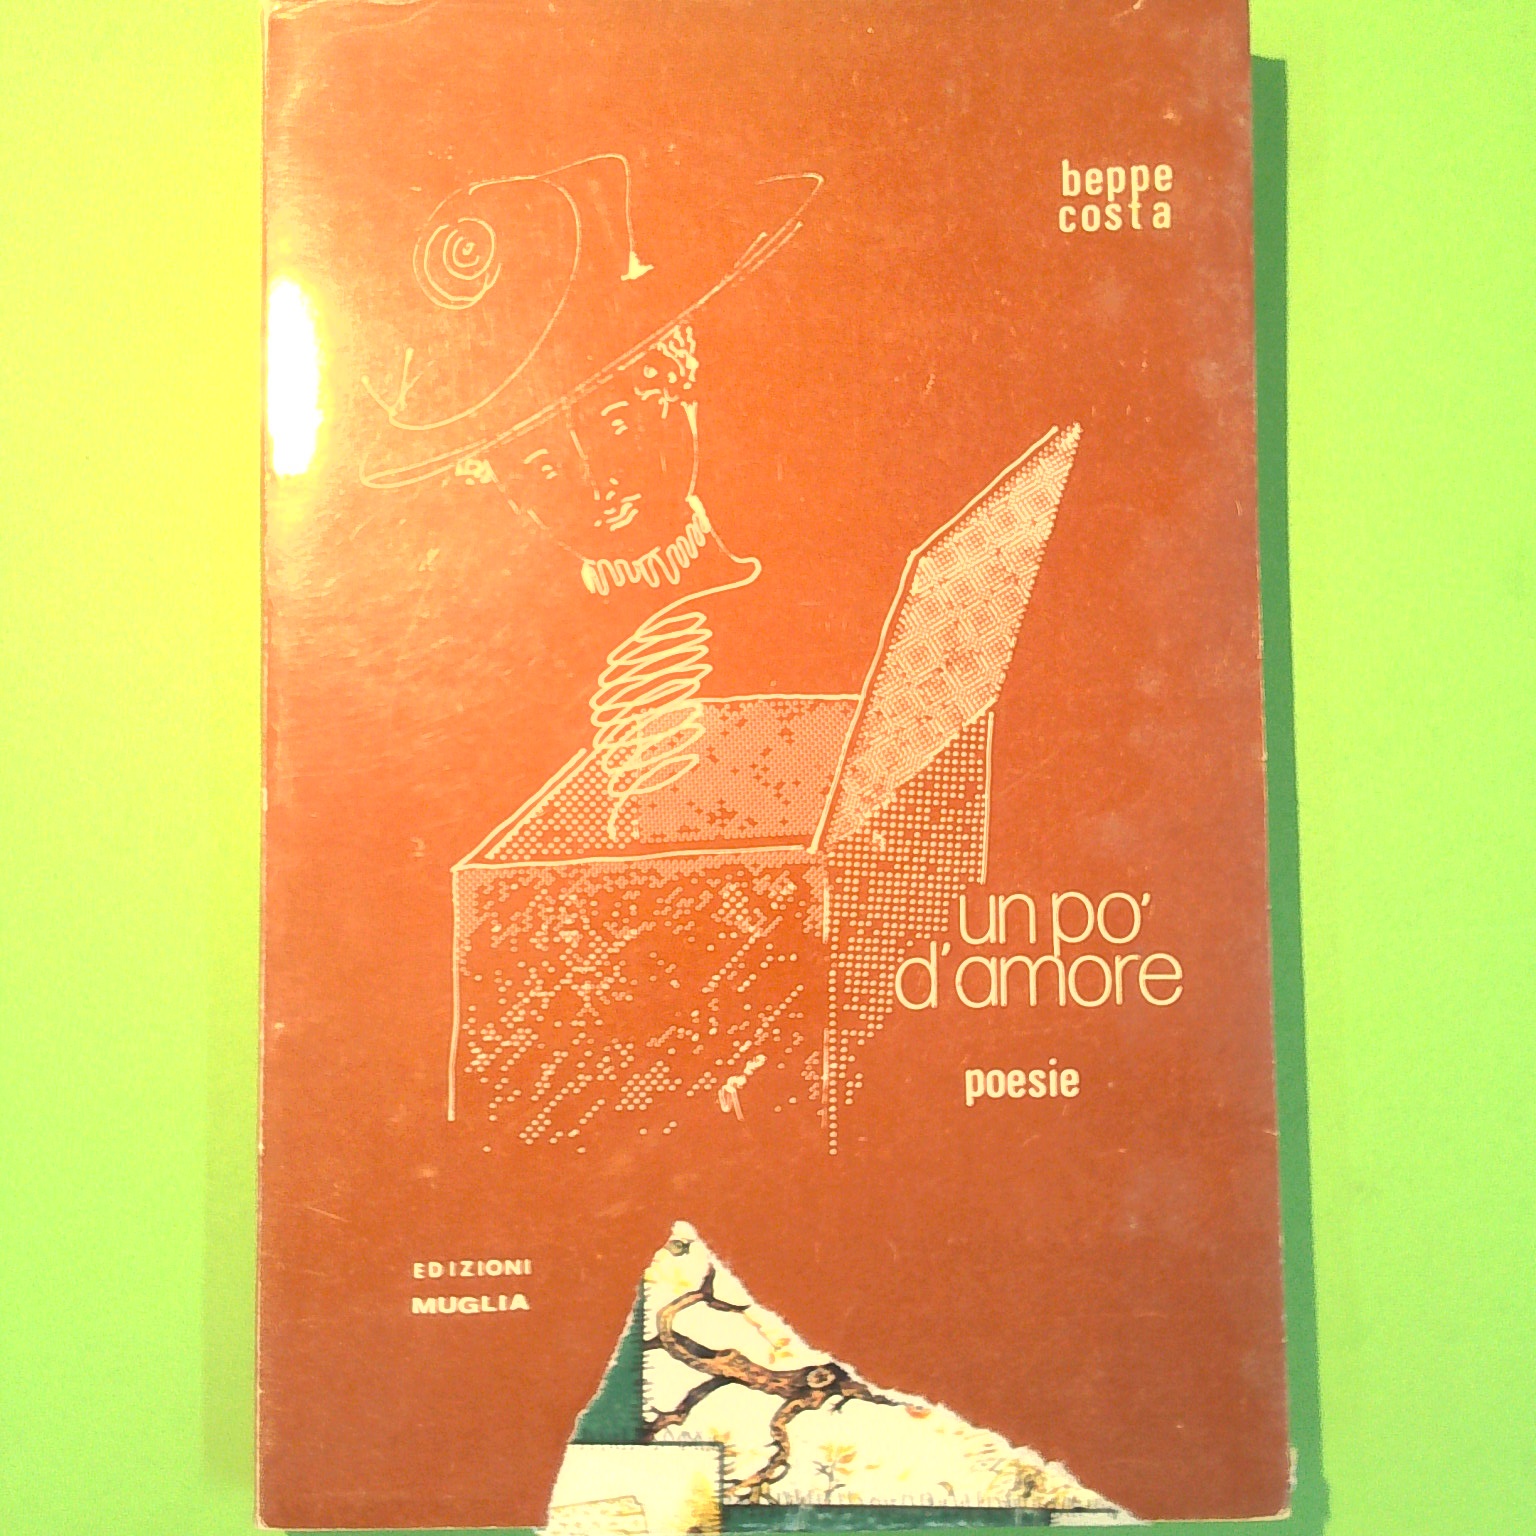 beppe
costa
un po'
d'amore
poesie
EDIZIONI
MUGLIA